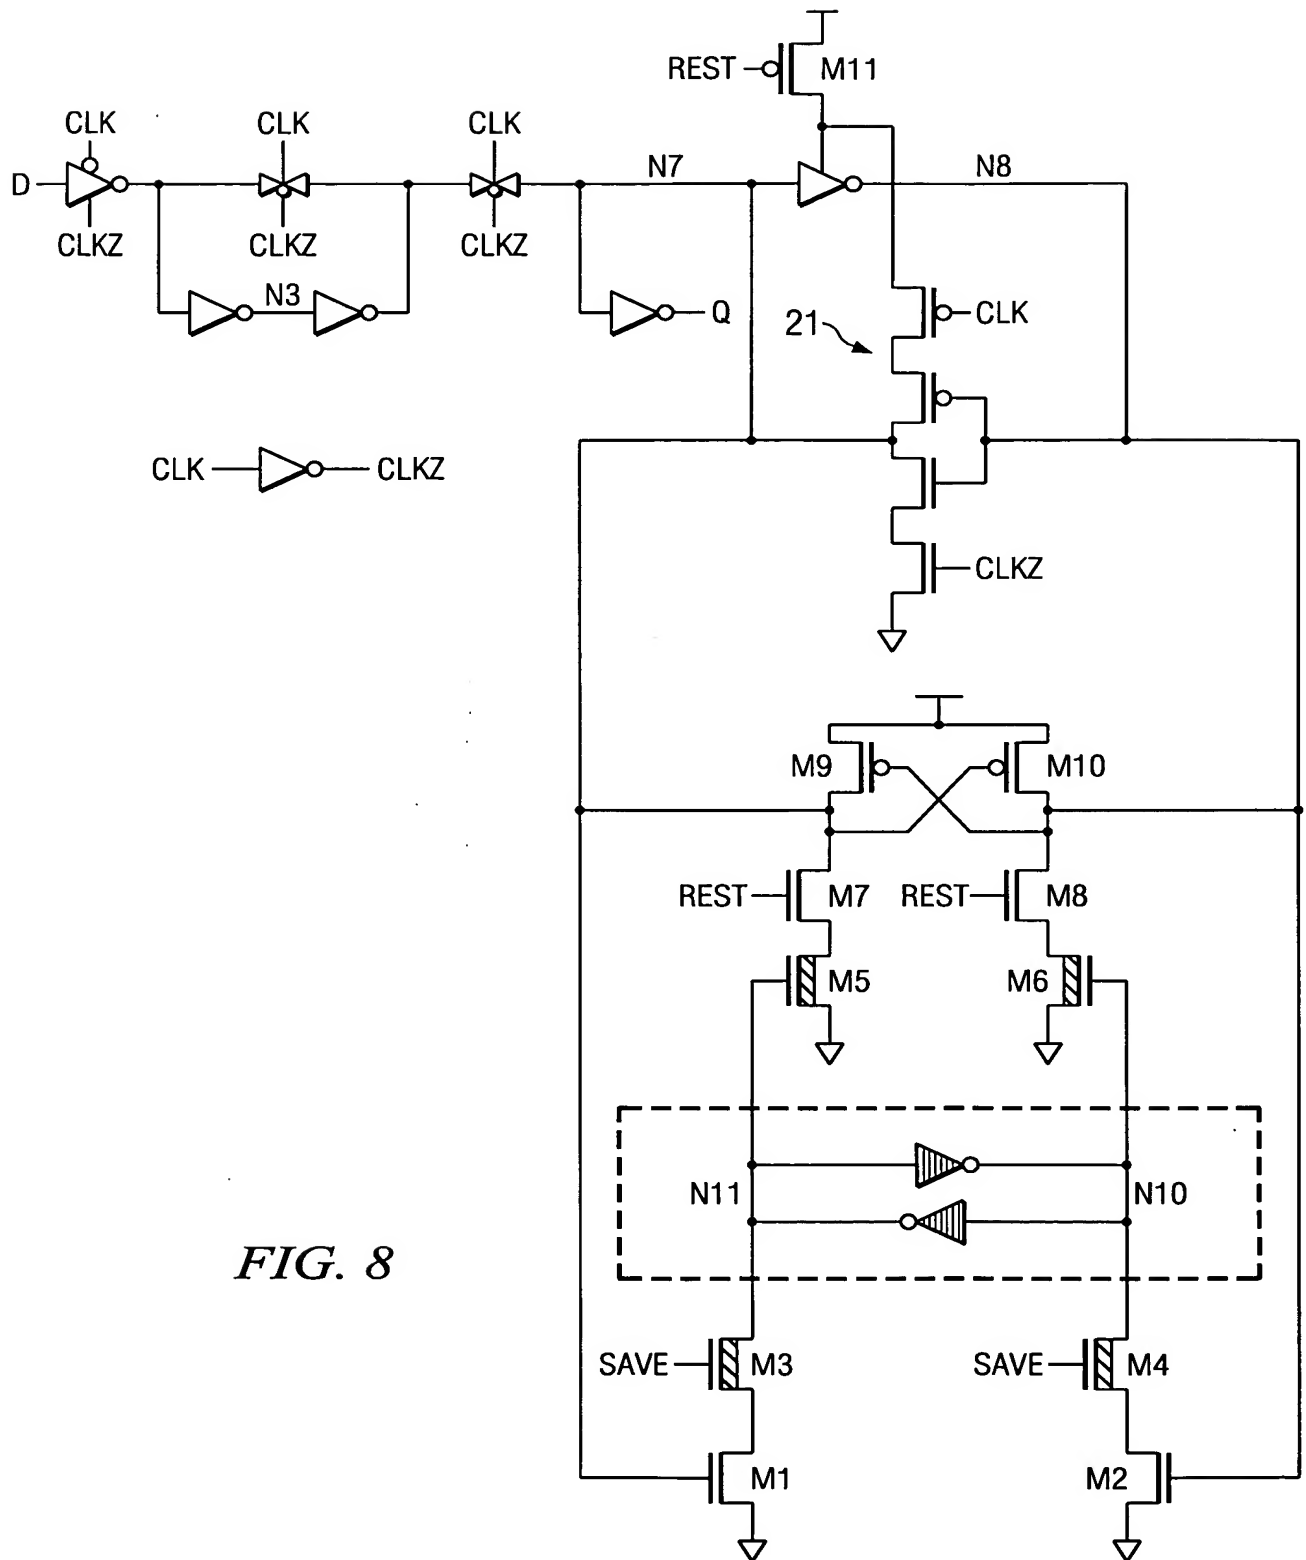 REST
M11
CLK CLK CLK
D
N7 N8
CLKZ CLKZ CLKZ
N3
Q
21
CLK
CLK CLKZ
CLKZ
M9 M10
REST M7 REST M8
M5 M6
N11 N10
FIG. 8
SAVE M3 SAVE M4
M1 M2